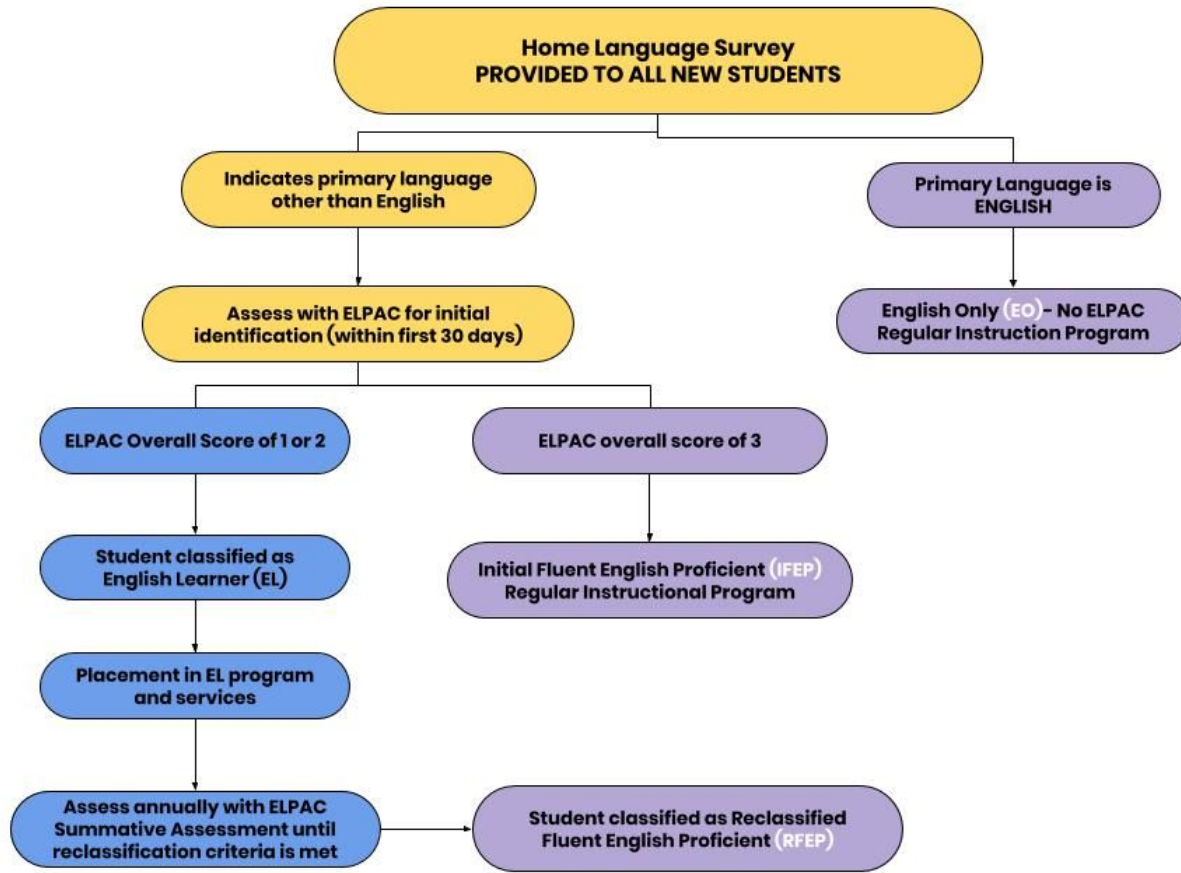 Home Language Survey
PROVIDED TO ALL NEW STUDENTS
Indicates primary language
other than English
Primary Language is
ENGLISH
Assess with ELPAC for initial
identification (within first 30 days)
English Only (EO)- No ELPAC
Regular Instruction Program
ELPAC Overall Score of 1 or 2
ELPAC overall score of 3
Student classified as
English Learner (EL)
Initial Fluent English Proficient (IFEP)
Regular Instructional Program
Placement in EL program
and services
Assess annually with ELPAC
Summative Assessment until
reclassification criteria is met
Student classified as Reclassified
Fluent English Proficient (RFEP)